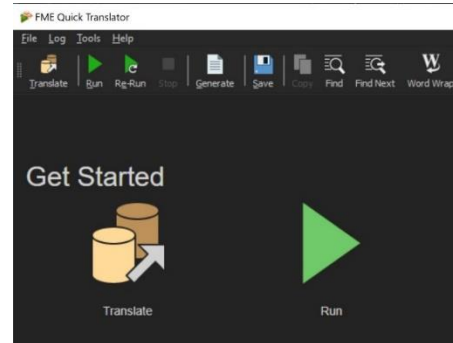 FME Quick Translator
File Log Tools Help
Translate Run Re-Run Stop Generate Save Copy Find Find Next Word Wrap
Get Started
Translate Run